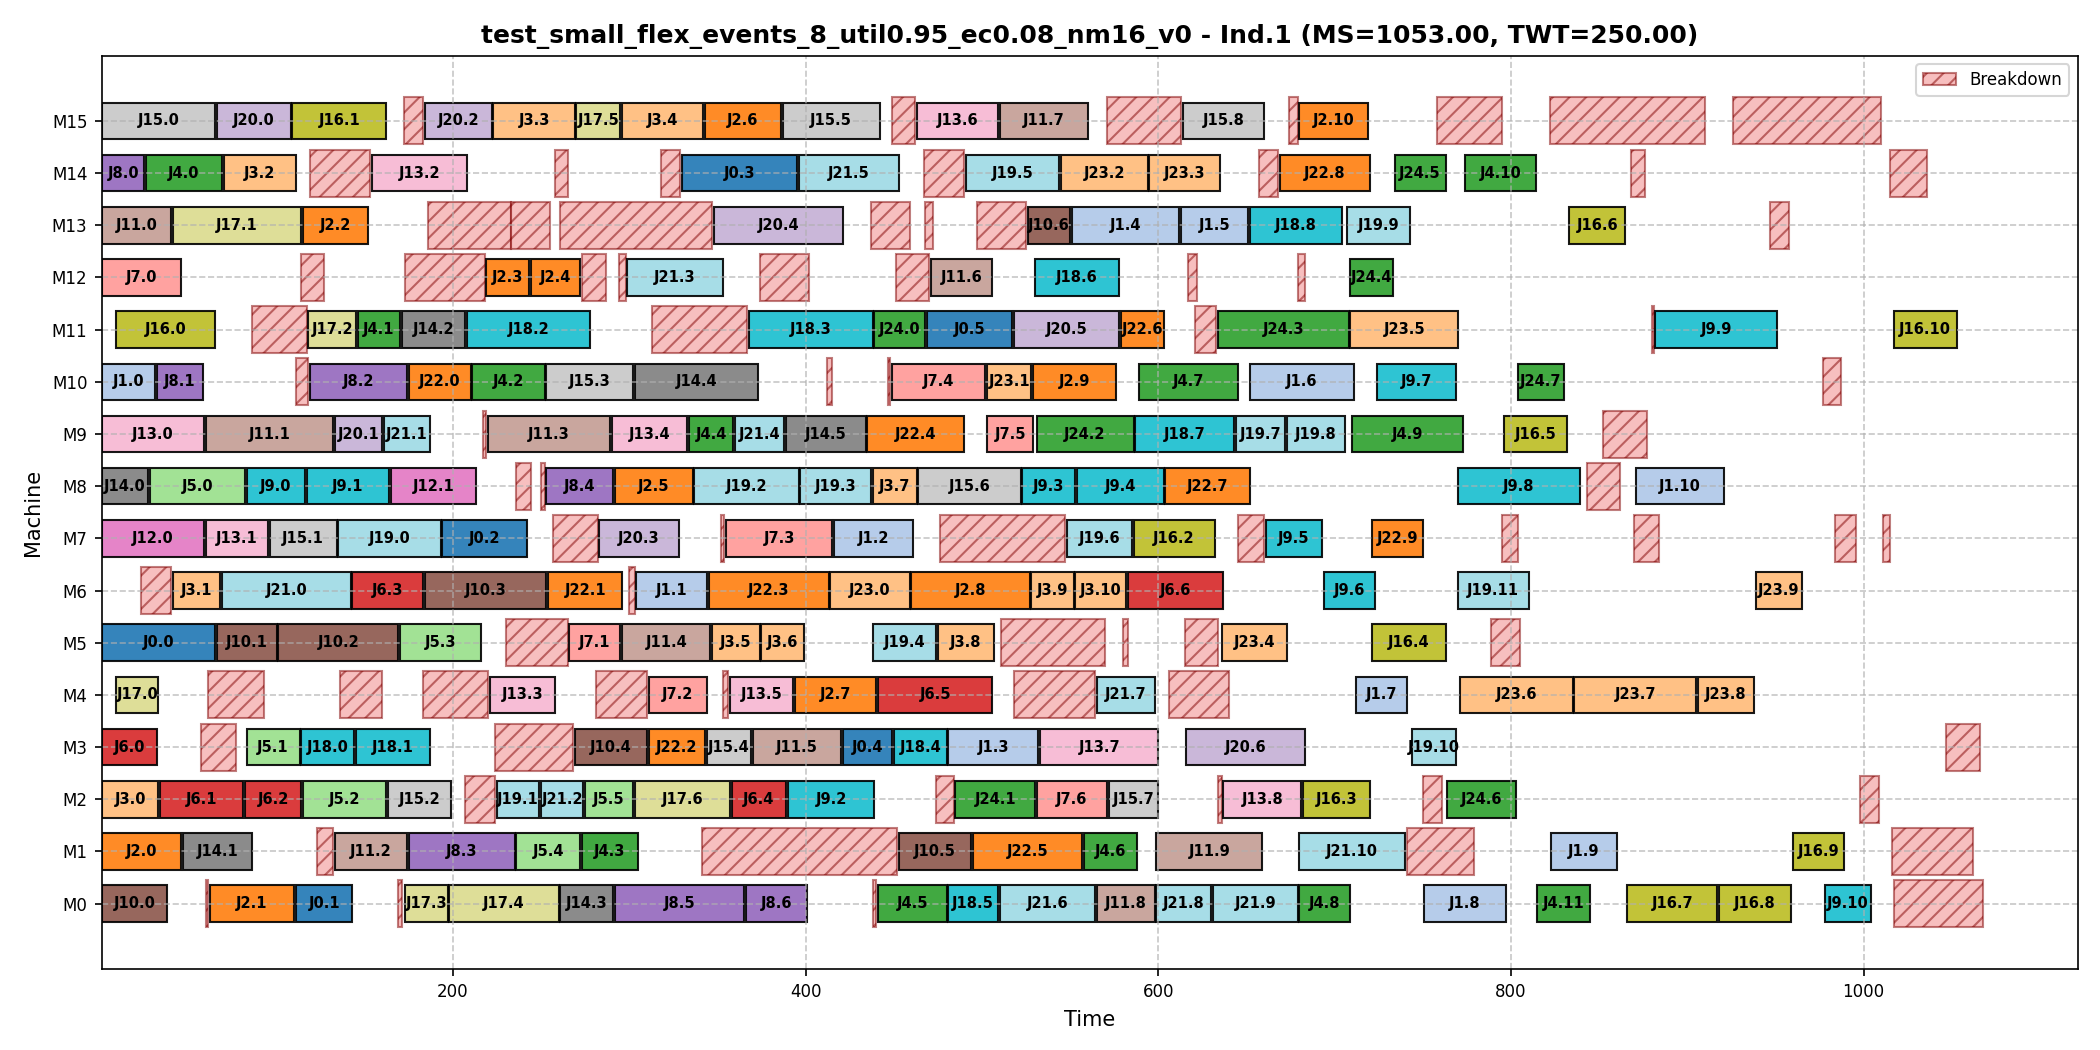 test_small_flex_events_8_util0.95_ec0.08_nm16_v0 - Ind.1 (MS=1053.00, TWT=250.00)
Breakdown
M15 J15.0 J20.0 J16.1 J20.2 J3.3 J17.5 J3.4 J2.6 J15.5 J13.6 J11.7 J15.8 J2.10
M14 J8.0 J4.0 J3.2 J13.2 J0.3 J21.5 J19.5 J23.2 J23.3 J22.8 J24.5 J4.10
M13 J11.0 J17.1 J2.2 J20.4 J10.6 J1.4 J1.5 J18.8 J19.9 J16.6
M12 J7.0 J2.3 J2.4 J21.3 J11.6 J18.6 J24.4
M11 J16.0 J17.2 J4.1 J14.2 J18.2 J18.3 J24.0 J0.5 J20.5 J22.6 J24.3 J23.5 J9.9 J16.10
M10 J1.0 J8.1 J8.2 J22.0 J4.2 J15.3 J14.4 J7.4 J23.1 J2.9 J4.7 J1.6 J9.7 J24.7
M9 J13.0 J11.1 J20.1 J21.1 J11.3 J13.4 J4.4 J21.4 J14.5 J22.4 J7.5 J24.2 J18.7 J19.7 J19.8 J4.9 J16.5
M8 J14.0 J5.0 J9.0 J9.1 J12.1 J8.4 J2.5 J19.2 J19.3 J3.7 J15.6 J9.3 J9.4 J22.7 J9.8 J1.10
M7 J12.0 J13.1 J15.1 J19.0 J0.2 J20.3 J7.3 J1.2 J19.6 J16.2 J9.5 J22.9
M6 J3.1 J21.0 J6.3 J10.3 J22.1 J1.1 J22.3 J23.0 J2.8 J3.9 J3.10 J6.6 J9.6 J19.11 J23.9
M5 J0.0 J10.1 J10.2 J5.3 J7.1 J11.4 J3.5 J3.6 J19.4 J3.8 J23.4 J16.4
M4 J17.0 J13.3 J7.2 J13.5 J2.7 J6.5 J21.7 J1.7 J23.6 J23.7 J23.8
M3 J6.0 J5.1 J18.0 J18.1 J10.4 J22.2 J15.4 J11.5 J0.4 J18.4 J1.3 J13.7 J20.6 J19.10
M2 J3.0 J6.1 J6.2 J5.2 J15.2 J19.1 J21.2 J5.5 J17.6 J6.4 J9.2 J24.1 J7.6 J15.7 J13.8 J16.3 J24.6
M1 J2.0 J14.1 J11.2 J8.3 J5.4 J4.3 J10.5 J22.5 J4.6 J11.9 J21.10 J1.9 J16.9
M0 J10.0 J2.1 J0.1 J17.3 J17.4 J14.3 J8.5 J8.6 J4.5 J18.5 J21.6 J11.8 J21.8 J21.9 J4.8 J1.8 J4.11 J16.7 J16.8 J9.10
Machine
200 400 600 800 1000
Time